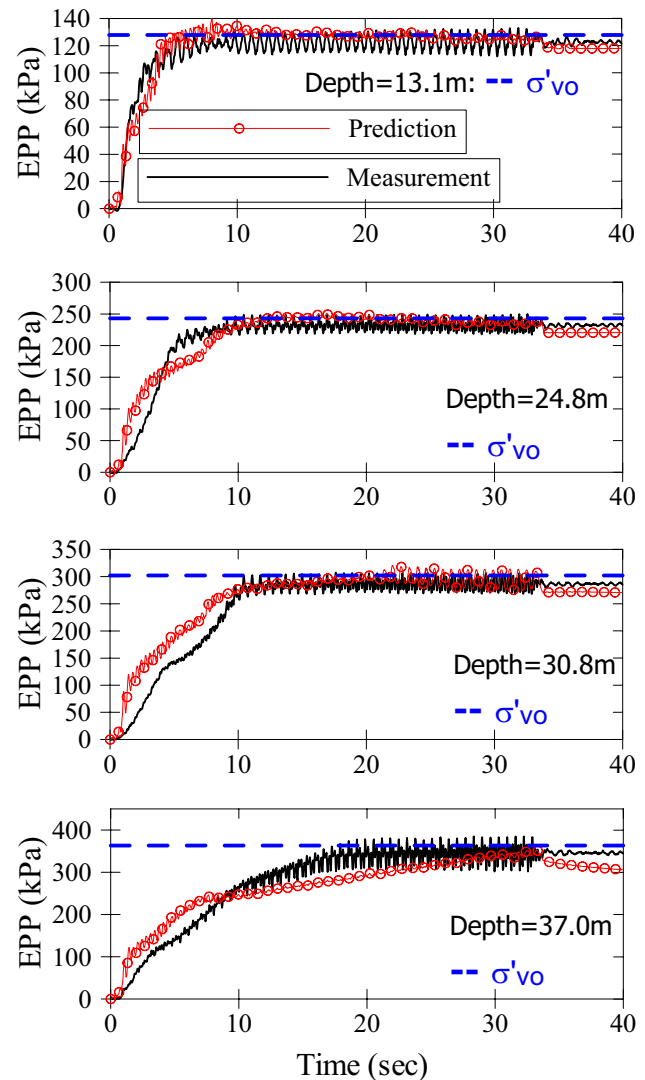 140
120
100
80
60
40
20
0
EPP (kPa)
Depth=13.1m: σ'vo
Prediction
Measurement
0 10 20 30 40
300
250
200
150
100
50
0
EPP (kPa)
Depth=24.8m
σ'vo
0 10 20 30 40
350
300
250
200
150
100
50
0
EPP (kPa)
Depth=30.8m
σ'vo
0 10 20 30 40
400
300
200
100
0
EPP (kPa)
Depth=37.0m
σ'vo
0 10 20 30 40
Time (sec)